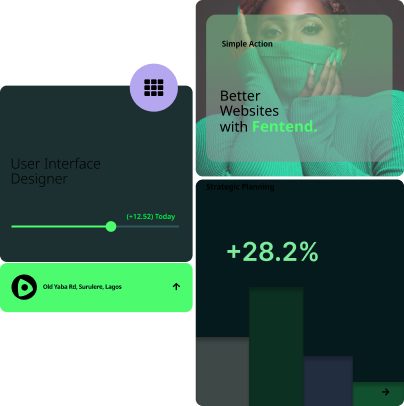 Simple Action
Better
Websites
with Fentend.
User Interface
Designer
(+12.52) Today
Old Yaba Rd, Surulere, Lagos
Strategic Planning
+28.2%